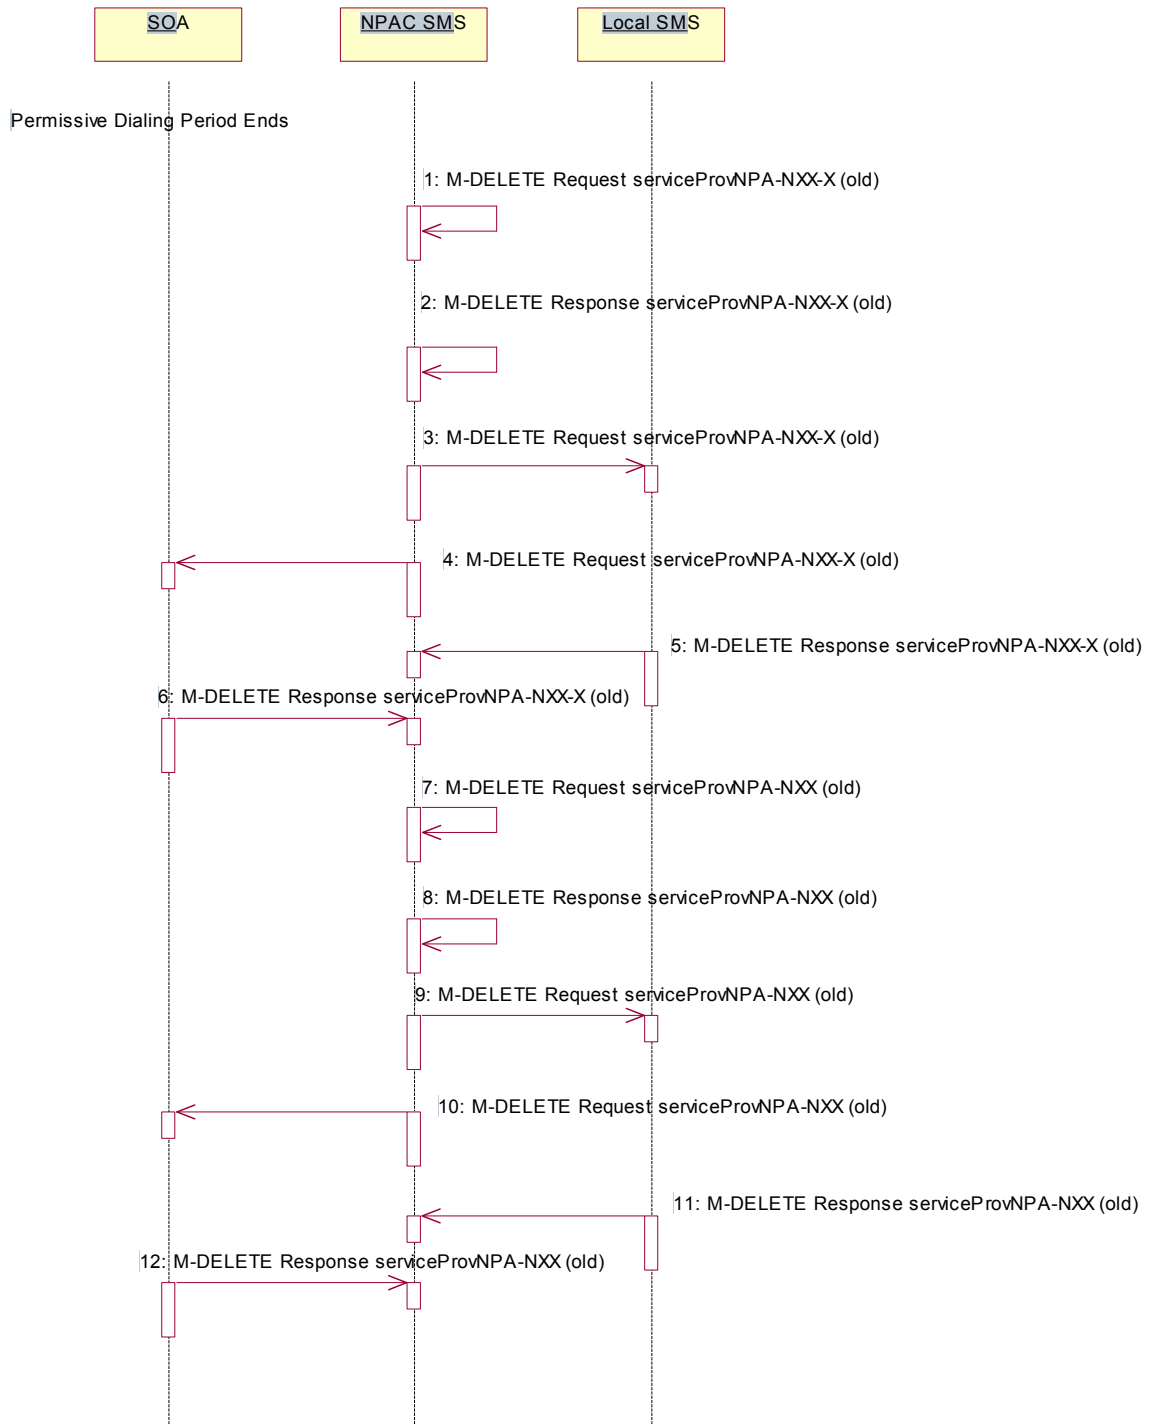 SOA
NPAC SMS
Local SMS
Permissive Dialing Period Ends
1: M-DELETE Request serviceProvNPA-NXX-X (old)
2: M-DELETE Response serviceProvNPA-NXX-X (old)
3: M-DELETE Request serviceProvNPA-NXX-X (old)
4: M-DELETE Request serviceProvNPA-NXX-X (old)
5: M-DELETE Response serviceProvNPA-NXX-X (old)
6: M-DELETE Response serviceProvNPA-NXX-X (old)
7: M-DELETE Request serviceProvNPA-NXX (old)
8: M-DELETE Response serviceProvNPA-NXX (old)
9: M-DELETE Request serviceProvNPA-NXX (old)
10: M-DELETE Request serviceProvNPA-NXX (old)
11: M-DELETE Response serviceProvNPA-NXX (old)
12: M-DELETE Response serviceProvNPA-NXX (old)